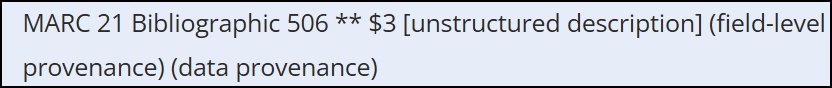 MARC 21 Bibliographic 506 ** $3 [unstructured description] (field-level
provenance) (data provenance)